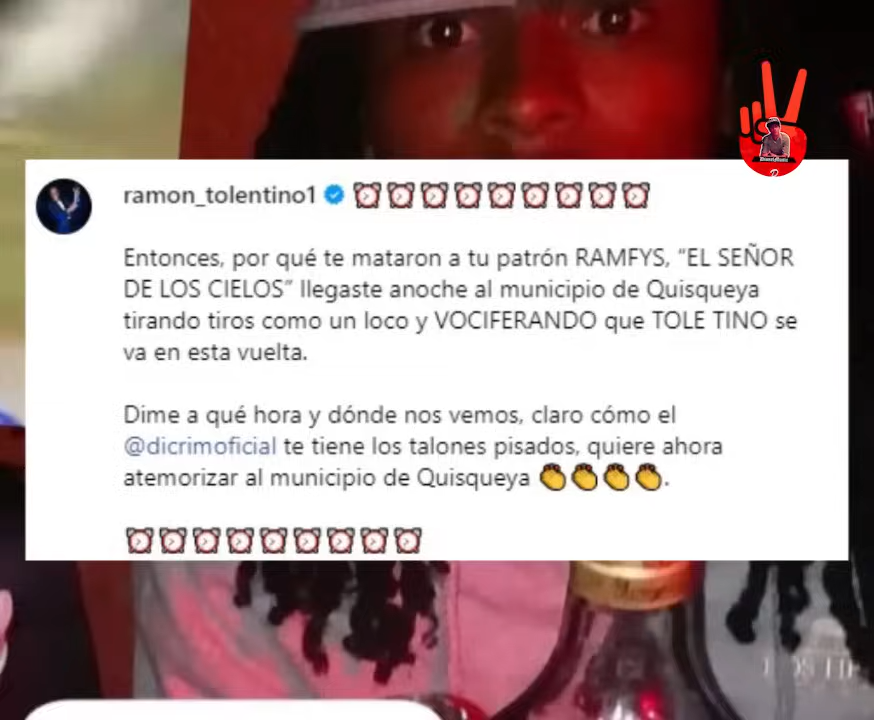 ramon_tolentino1 ⏰⏰⏰⏰⏰⏰⏰⏰⏰
Entonces, por qué te mataron a tu patrón RAMFYS, “EL SEÑOR
DE LOS CIELOS” llegaste anoche al municipio de Quisqueya
tirando tiros como un loco y VOCIFERANDO que TOLE TINO se
va en esta vuelta.
Dime a qué hora y dónde nos vemos, claro cómo el
@dicrimoficial te tiene los talones pisados, quiere ahora
atemorizar al municipio de Quisqueya 👏👏👏👏.
⏰⏰⏰⏰⏰⏰⏰⏰⏰